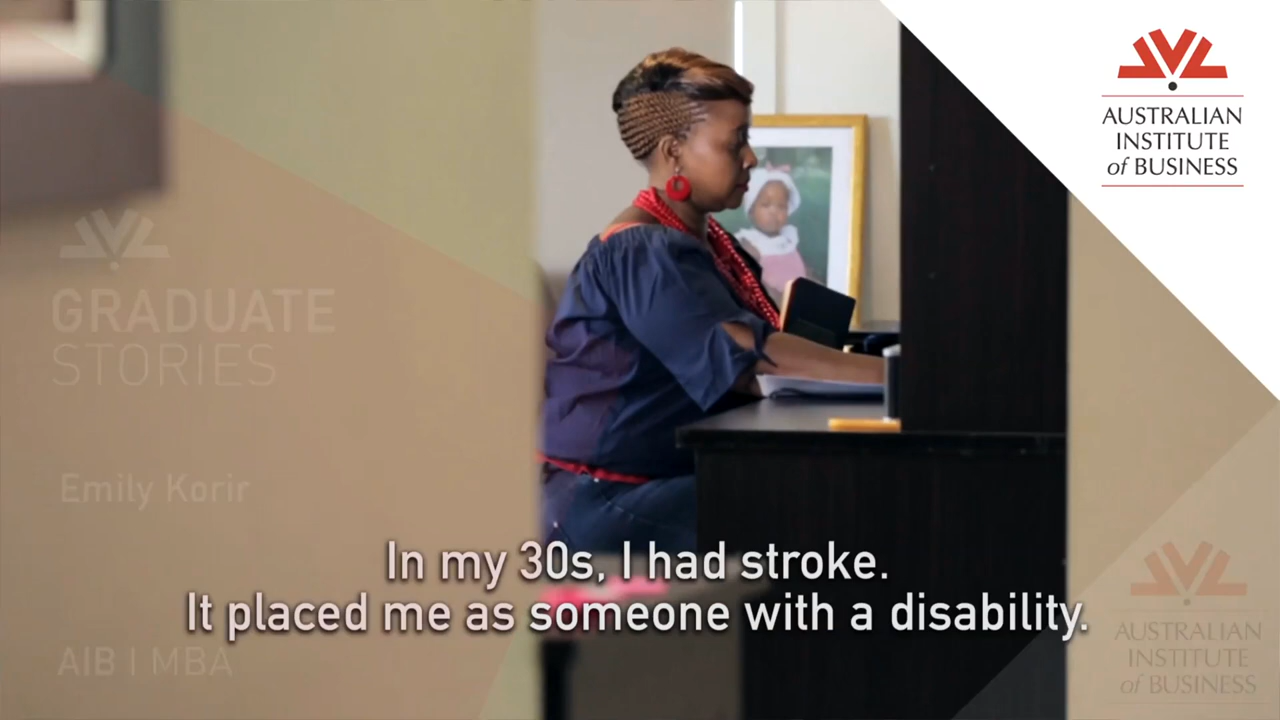 AUSTRALIAN
INSTITUTE
of BUSINESS
GRADUATE
STORIES
Emily Korir
In my 30s, I had stroke.
It placed me as someone with a disability.
AIB | MBA
AUSTRALIAN
INSTITUTE
of BUSINESS